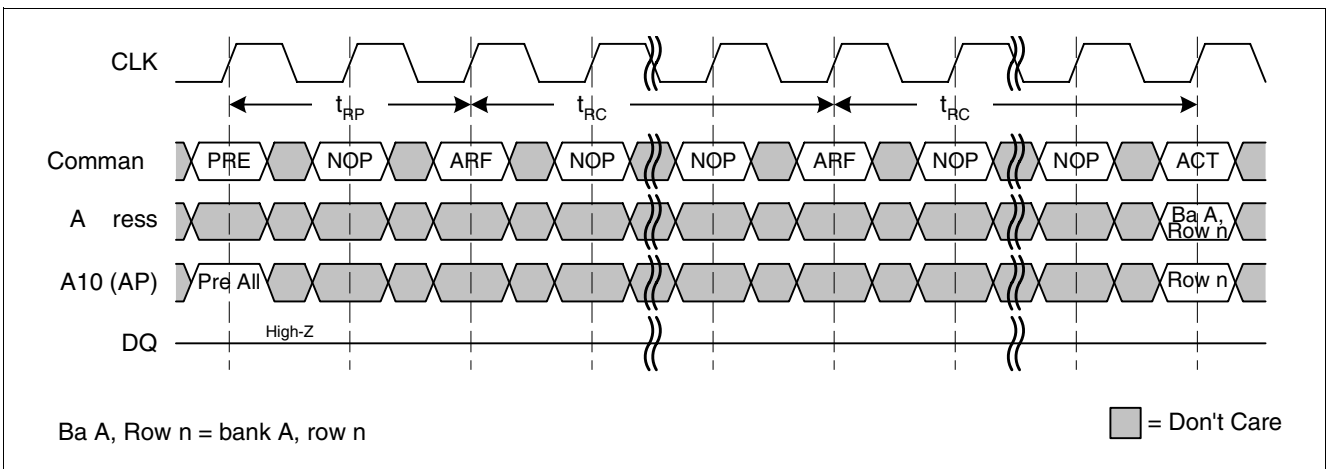 CLK
tRP tRC tRC
Comman PRE NOP ARF NOP NOP ARF NOP NOP ACT
A ress Ba A,
Row n
A10 (AP) Pre All Row n
High-Z
DQ
Ba A, Row n = bank A, row n
= Don't Care